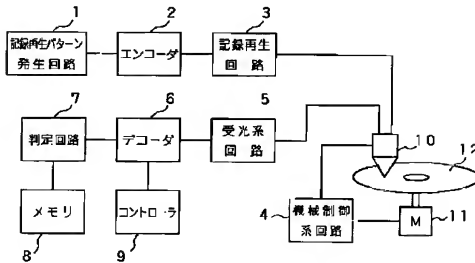 1
2
3
記録再生パターン
発生回路
エンコーダ
記録再生
回路
7
6
5
判定回路
デコーダ
受光系
回路
10
12
メモリ
コントローラ
4
機械制御
系回路
M
11
8
9